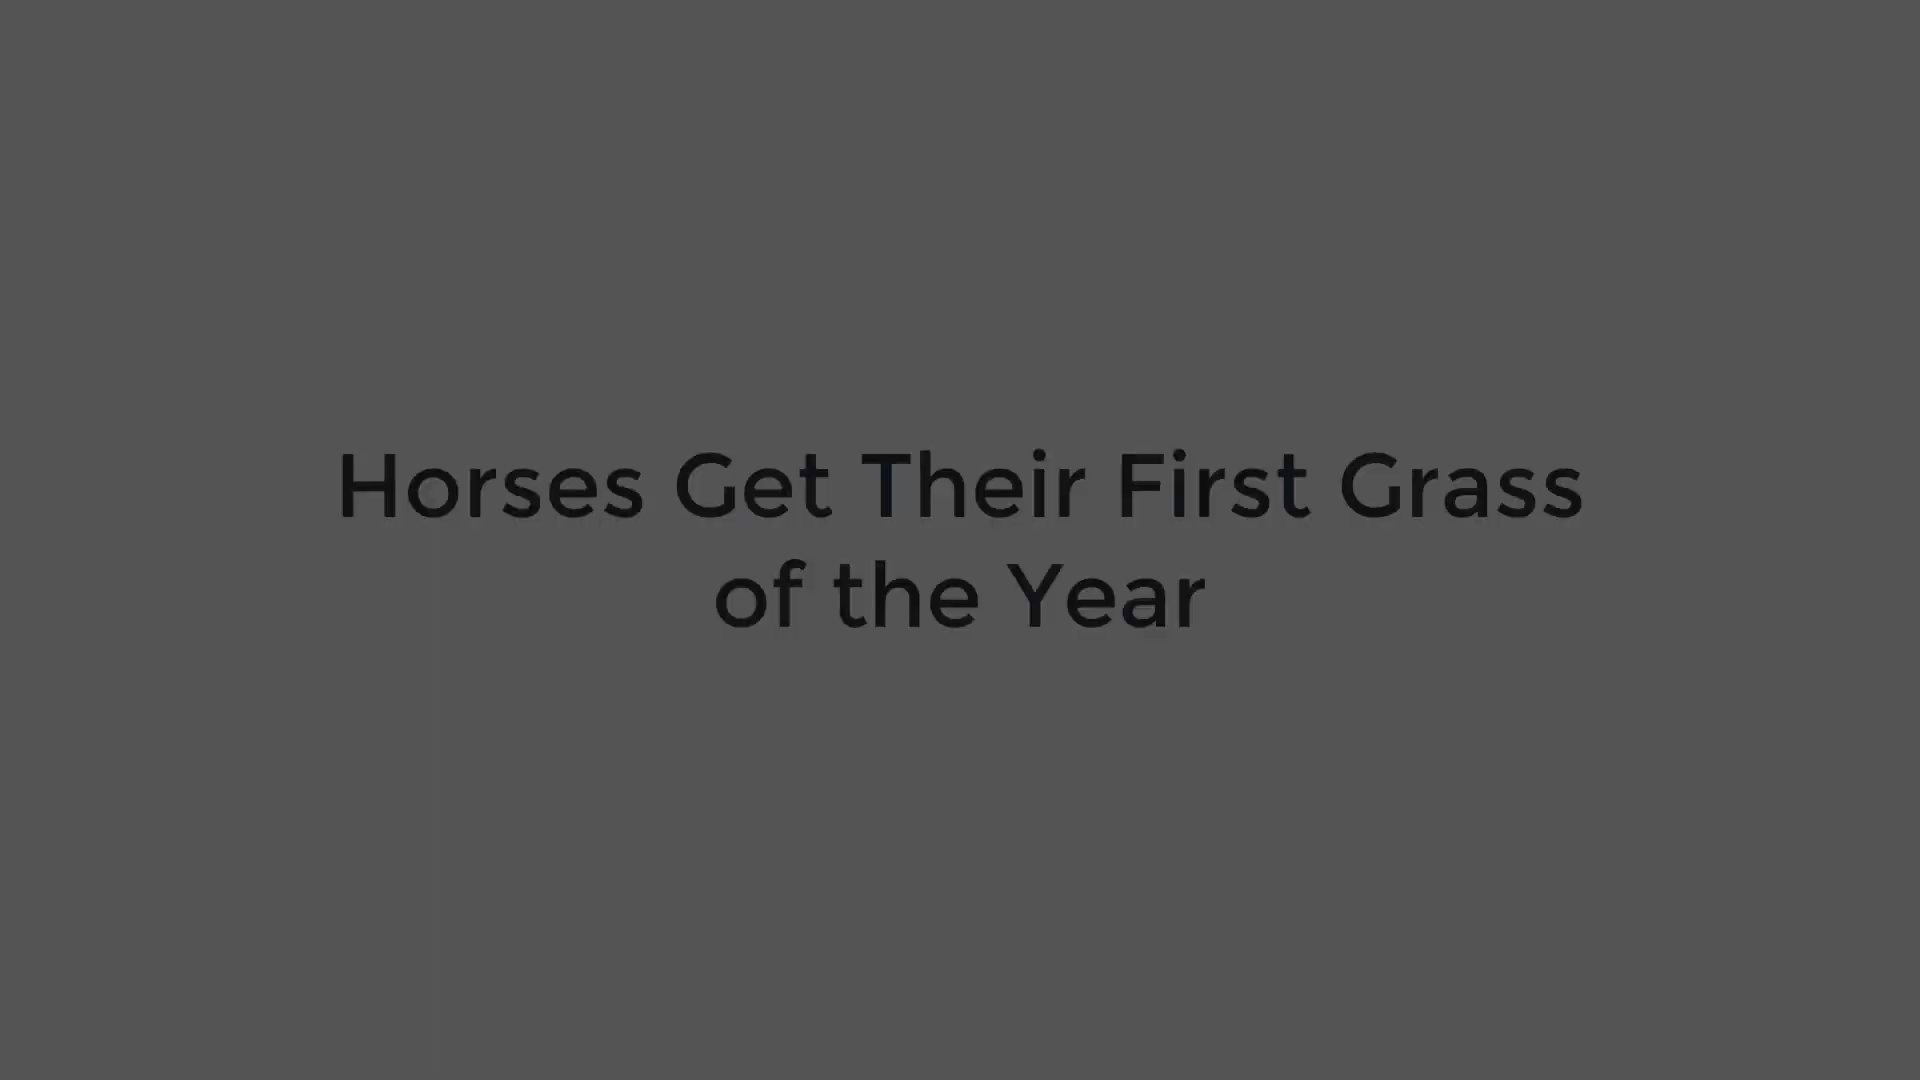 Horses Get Their First Grass
of the Year